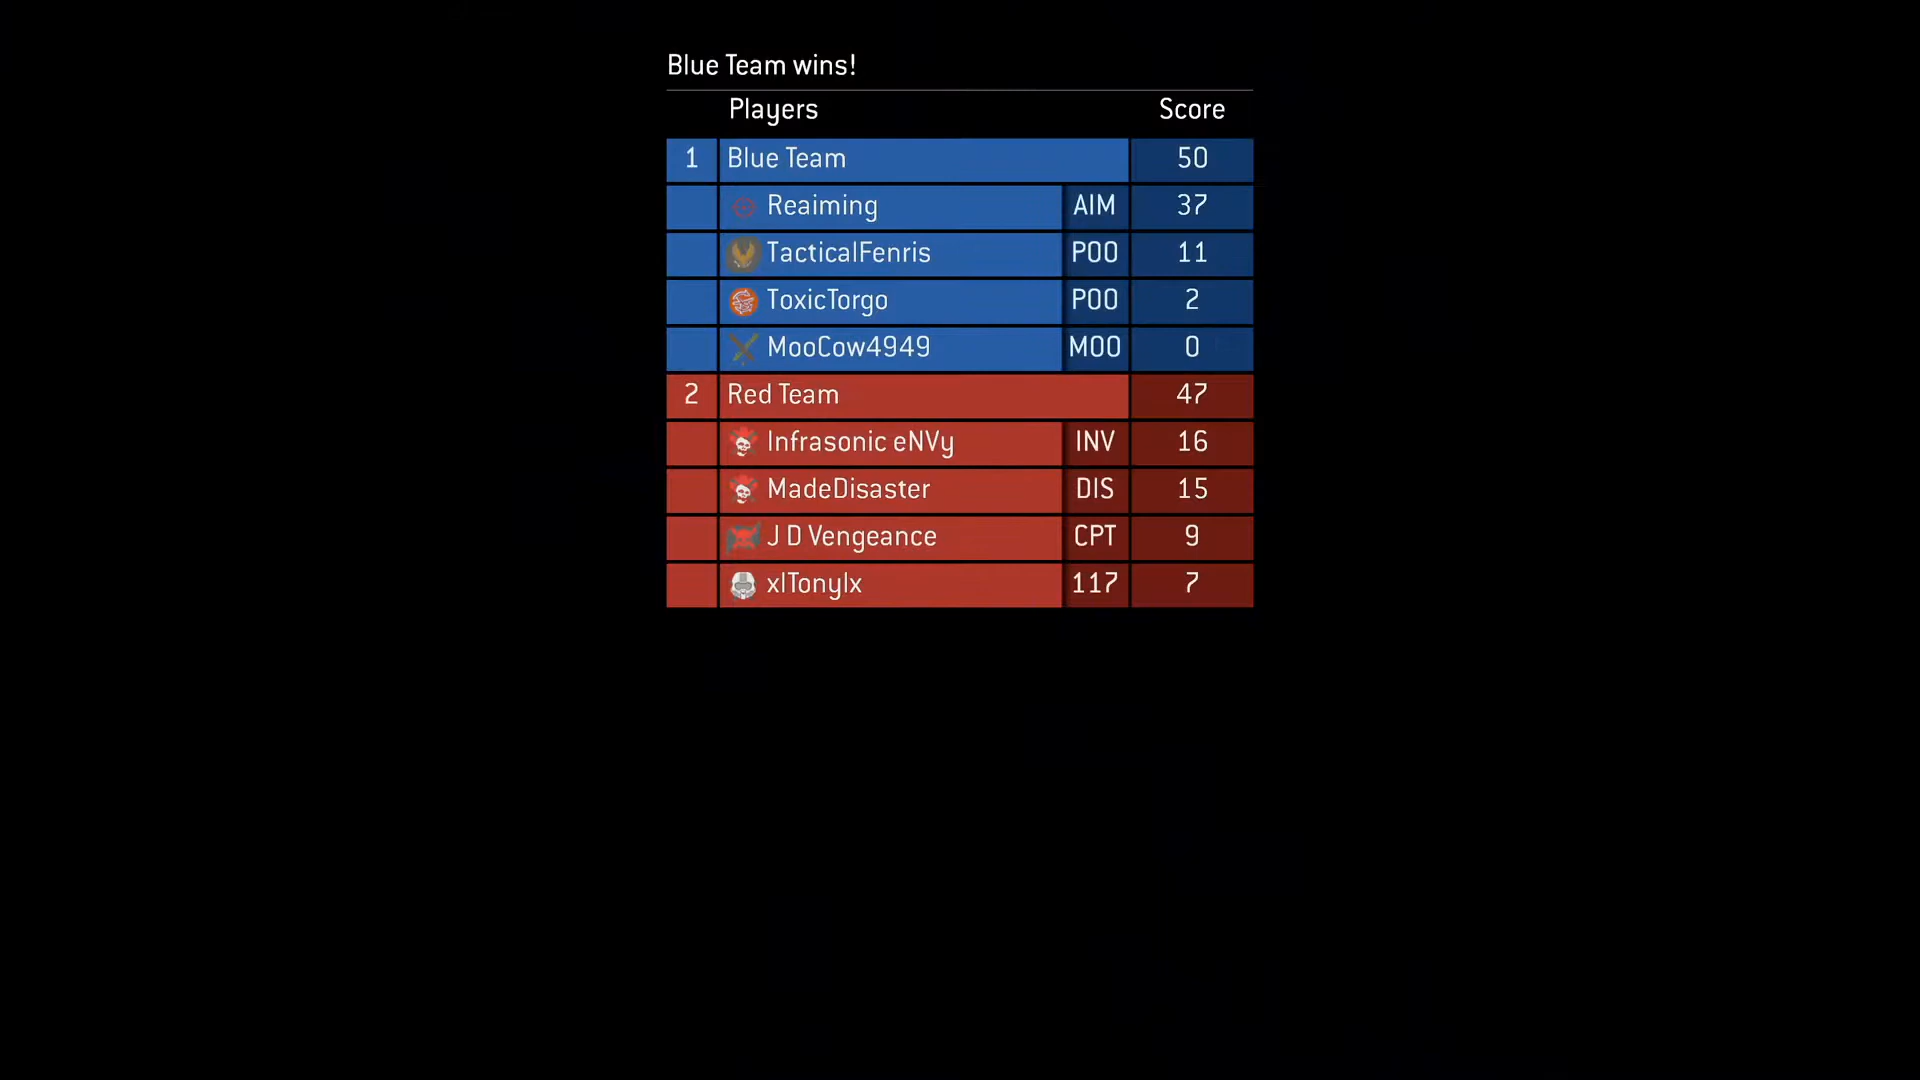 Blue Team wins!
Players Score
1 Blue Team 50
Reaiming AIM 37
TacticalFenris POO 11
ToxicTorgo POO 2
MooCow4949 MOO 0
2 Red Team 47
Infrasonic eNVy INV 16
MadeDisaster DIS 15
J D Vengeance CPT 9
xlTonylx 117 7